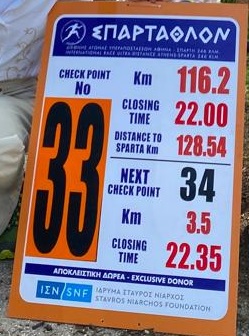 ΣΠΑΡΤΑΘΛΟΝ
ΔΙΕΘΝΗΣ ΑΓΩΝΑΣ ΥΠΕΡΑΠΟΣΤΑΣΕΩΝ ΑΘΗΝΑ - ΣΠΑΡΤΗ 246 ΧΛΜ.
INTERNATIONAL RACE ULTRA DISTANCE ATHENS-SPARTA 246 KM.
CHECK POINT No
33
Km 116.2
CLOSING TIME 22.00
DISTANCE TO SPARTA Km 128.54
NEXT CHECK POINT 34
Km 3.5
CLOSING TIME 22.35
ΑΠΟΚΛΕΙΣΤΙΚΗ ΔΩΡΕΑ - EXCLUSIVE DONOR
ΙΣΝ/SNF ΙΔΡΥΜΑ ΣΤΑΥΡΟΣ ΝΙΑΡΧΟΣ
STAVROS NIARCHOS FOUNDATION